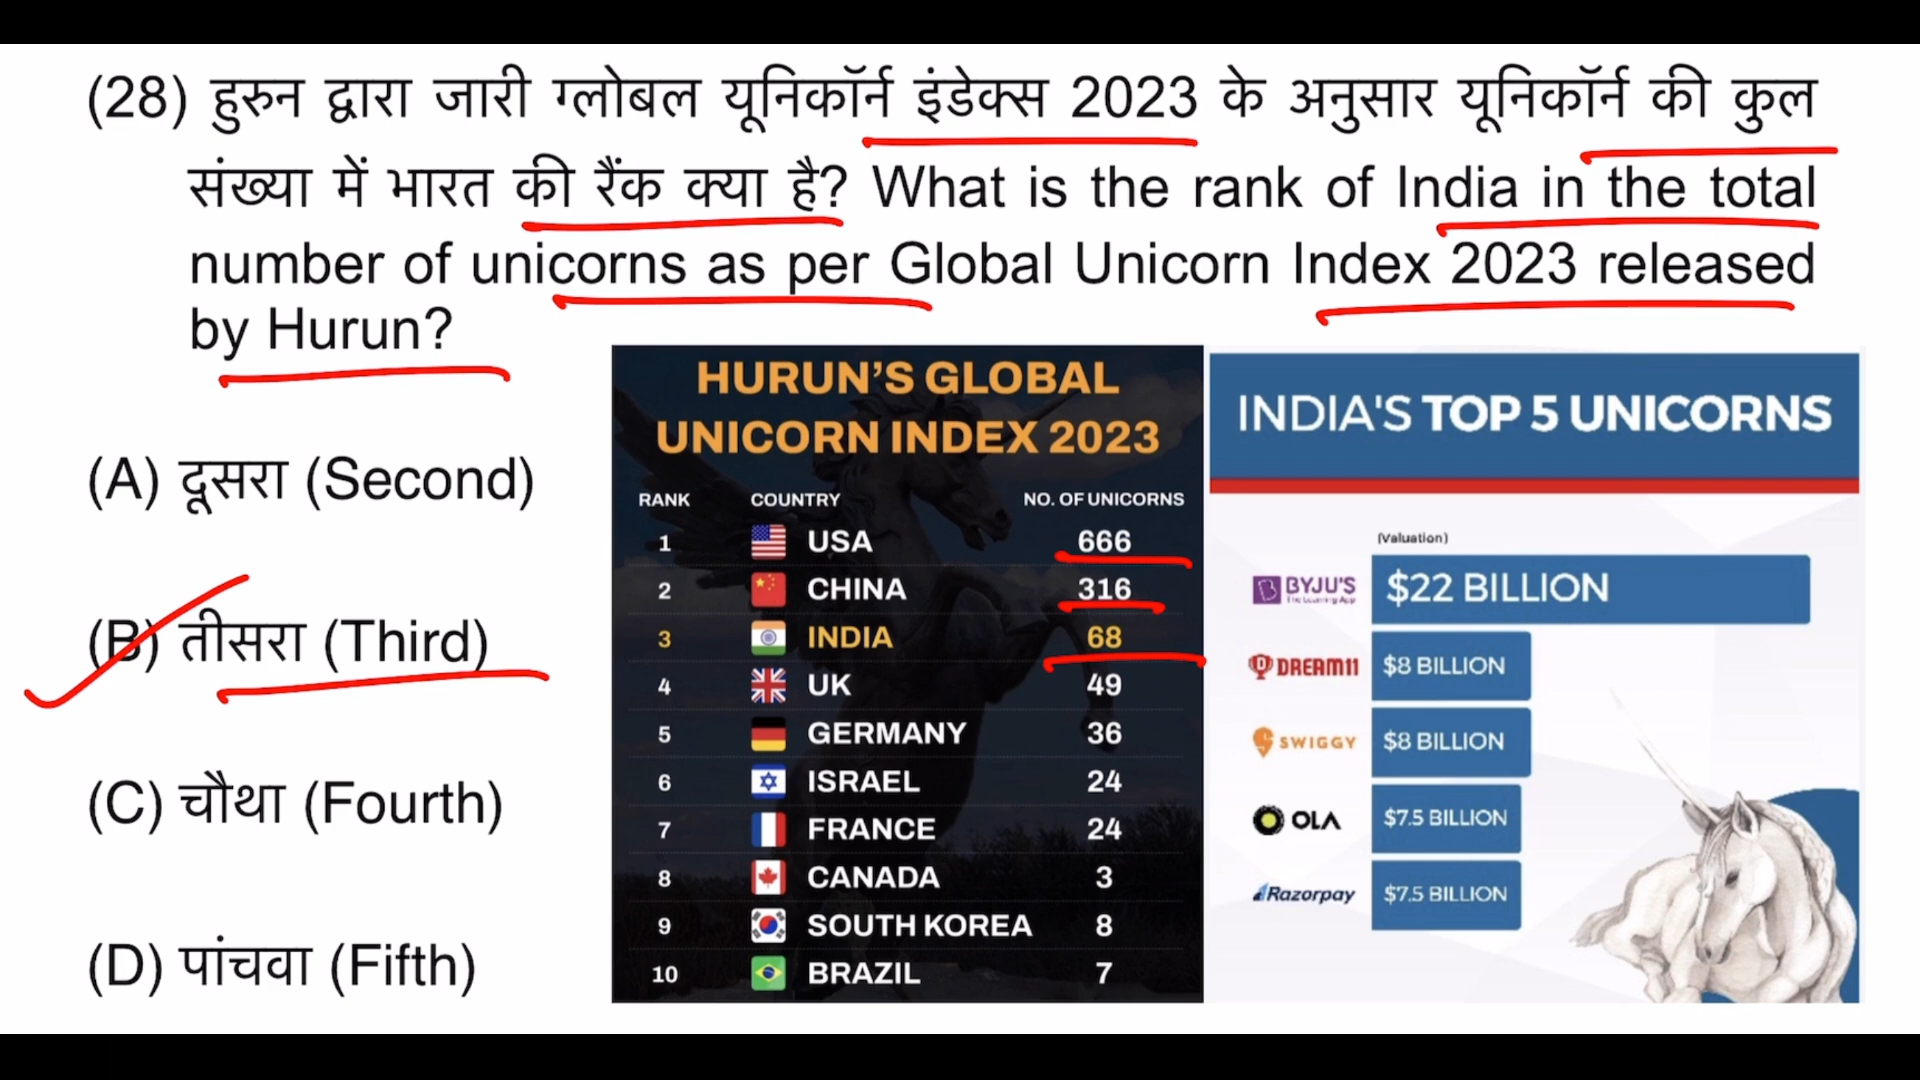 (28) हुरुन द्वारा जारी ग्लोबल यूनिकॉर्न इंडेक्स 2023 के अनुसार यूनिकॉर्न की कुल
संख्या में भारत की रैंक क्या है? What is the rank of India in the total
number of unicorns as per Global Unicorn Index 2023 released
by Hurun?
(A) दूसरा (Second)
(B) तीसरा (Third)
(C) चौथा (Fourth)
(D) पांचवा (Fifth)
HURUN'S GLOBAL
UNICORN INDEX 2023
RANK COUNTRY NO. OF UNICORNS
1 USA 666
2 CHINA 316
3 INDIA 68
4 UK 49
5 GERMANY 36
6 ISRAEL 24
7 FRANCE 24
8 CANADA 3
9 SOUTH KOREA 8
10 BRAZIL 7
INDIA'S TOP 5 UNICORNS
(Valuation)
BYJU'S $22 BILLION
The Learning App
DREAM11 $8 BILLION
SWIGGY $8 BILLION
OLA $7.5 BILLION
Razorpay $7.5 BILLION